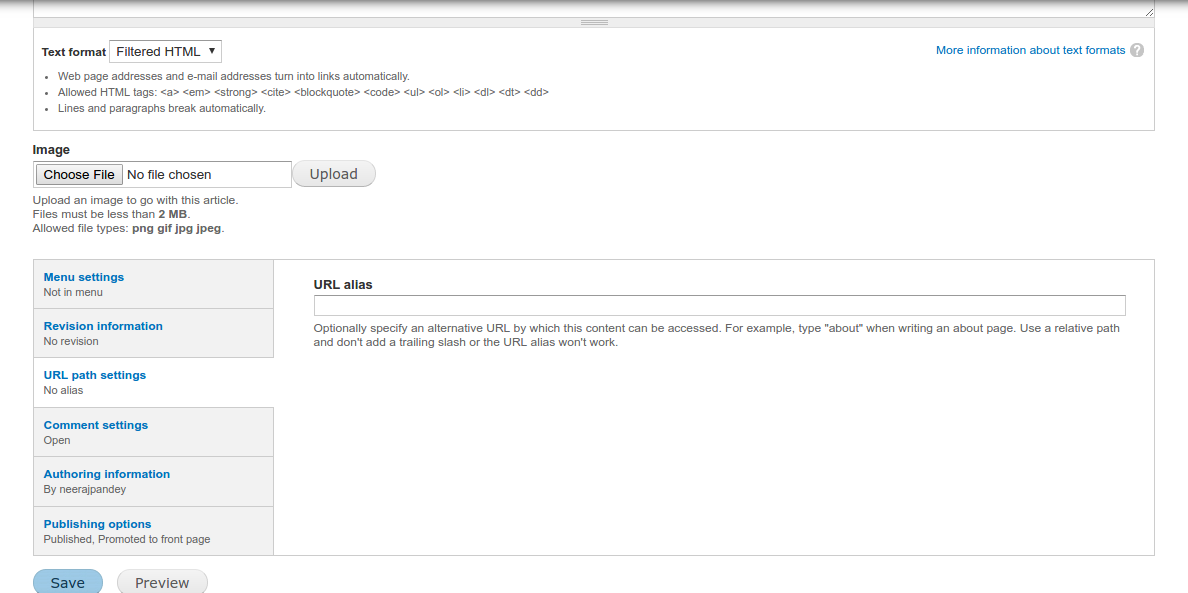 Text format Filtered HTML ▼ More information about text formats ?
• Web page addresses and e-mail addresses turn into links automatically.
• Allowed HTML tags: <a> <em> <strong> <cite> <blockquote> <code> <ul> <ol> <li> <dl> <dt> <dd>
• Lines and paragraphs break automatically.
Image
Choose File No file chosen Upload
Upload an image to go with this article.
Files must be less than 2 MB.
Allowed file types: png gif jpg jpeg.
Menu settings
Not in menu
Revision information
No revision
URL path settings
No alias
Comment settings
Open
Authoring information
By neerajpandey
Publishing options
Published, Promoted to front page
URL alias
Optionally specify an alternative URL by which this content can be accessed. For example, type "about" when writing an about page. Use a relative path
and don't add a trailing slash or the URL alias won't work.
Save Preview